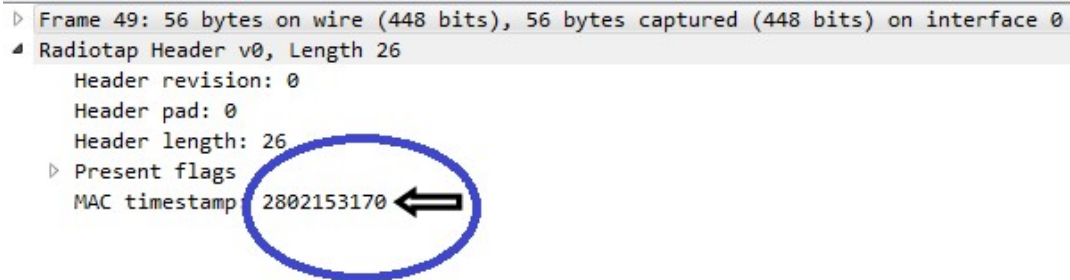 Frame 49: 56 bytes on wire (448 bits), 56 bytes captured (448 bits) on interface 0
Radiotap Header v0, Length 26
Header revision: 0
Header pad: 0
Header length: 26
Present flags
MAC timestamp: 2802153170